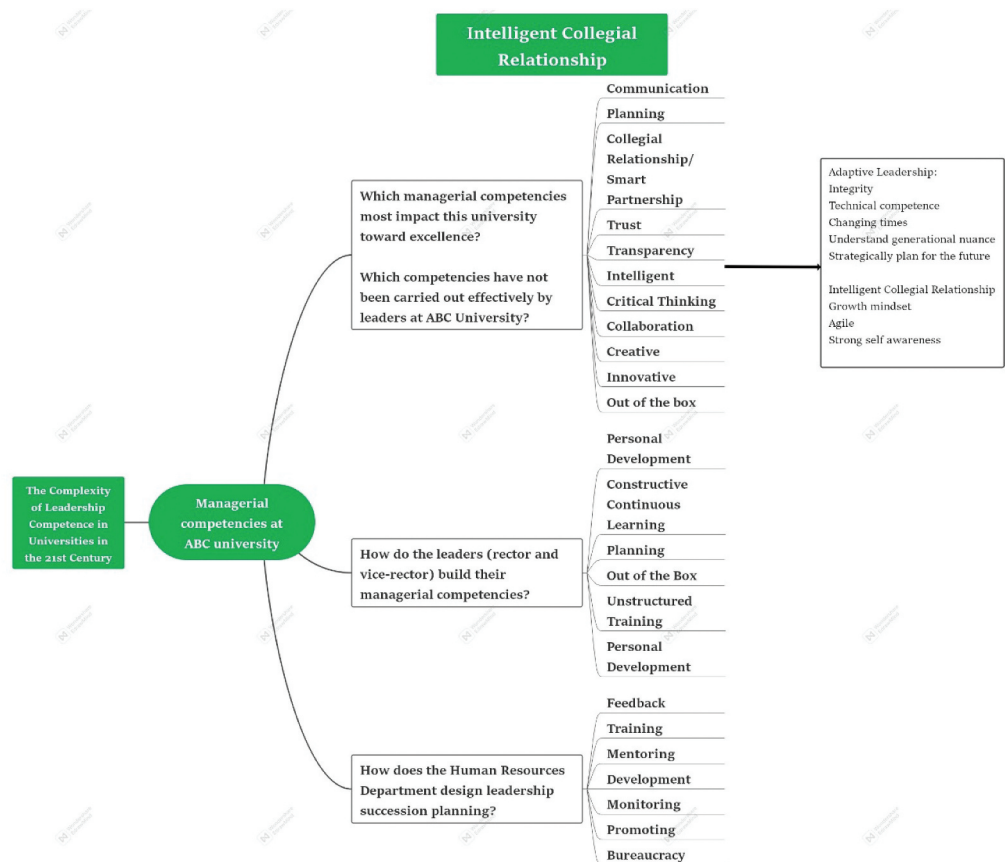 Intelligent Collegial
Relationship
The Complexity
of Leadership
Competence in
Universities in
the 21st Century
Managerial
competencies at
ABC university
Which managerial competencies
most impact this university
toward excellence?
Which competencies have not
been carried out effectively by
leaders at ABC University?
Communication
Planning
Collegial
Relationship/
Smart
Partnership
Trust
Transparency
Intelligent
Critical Thinking
Collaboration
Creative
Innovative
Out of the box
Adaptive Leadership:
Integrity
Technical competence
Changing times
Understand generational nuance
Strategically plan for the future
Intelligent Collegial Relationship
Growth mindset
Agile
Strong self awareness
How do the leaders (rector and
vice-rector) build their
managerial competencies?
Personal
Development
Constructive
Continuous
Learning
Planning
Out of the Box
Unstructured
Training
Personal
Development
How does the Human Resources
Department design leadership
succession planning?
Feedback
Training
Mentoring
Development
Monitoring
Promoting
Bureaucracy